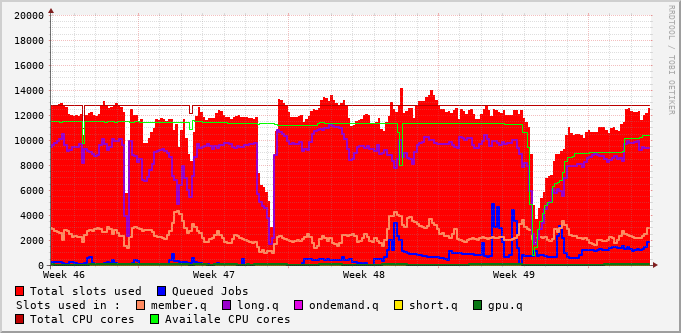 20000
18000
16000
14000
12000
10000
8000
6000
4000
2000
0
Week 46 Week 47 Week 48 Week 49
RRDTOOL / TOBI OETIKER
Total slots used Queued Jobs
Slots used in : member.q long.q ondemand.q short.q gpu.q
Total CPU cores Availale CPU cores